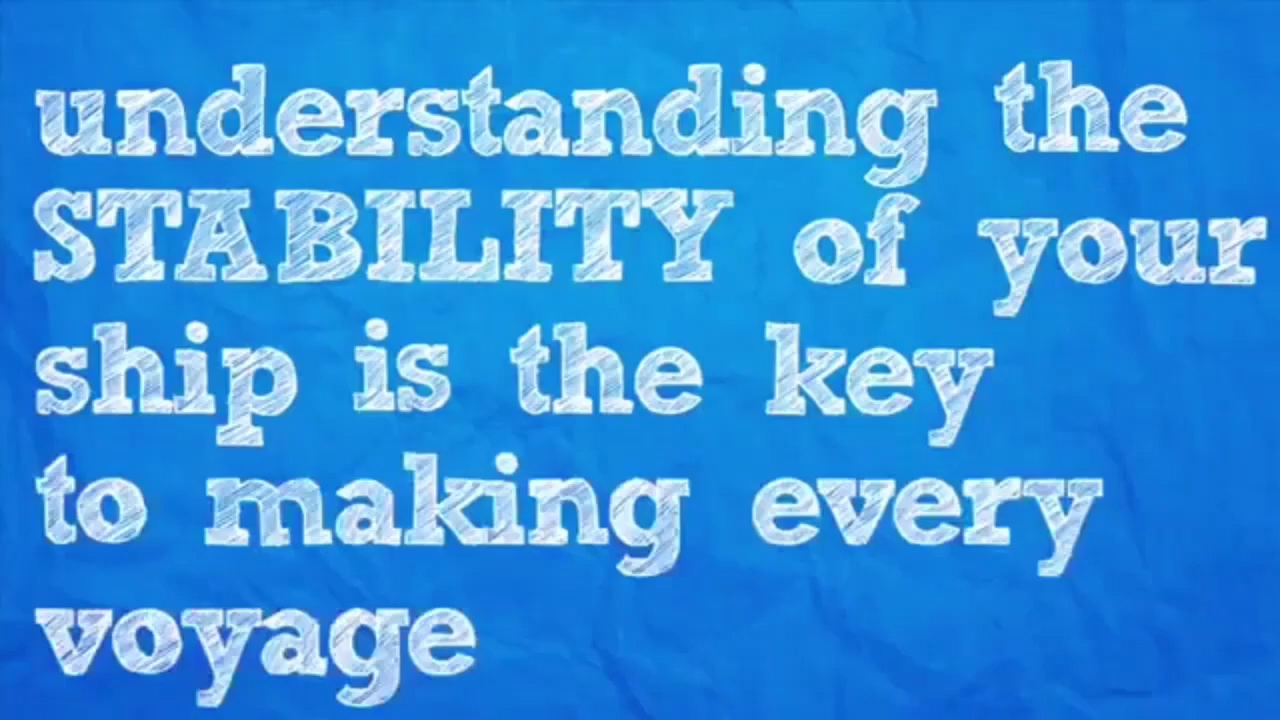 understanding the
STABILITY of your
ship is the key
to making every
voyage